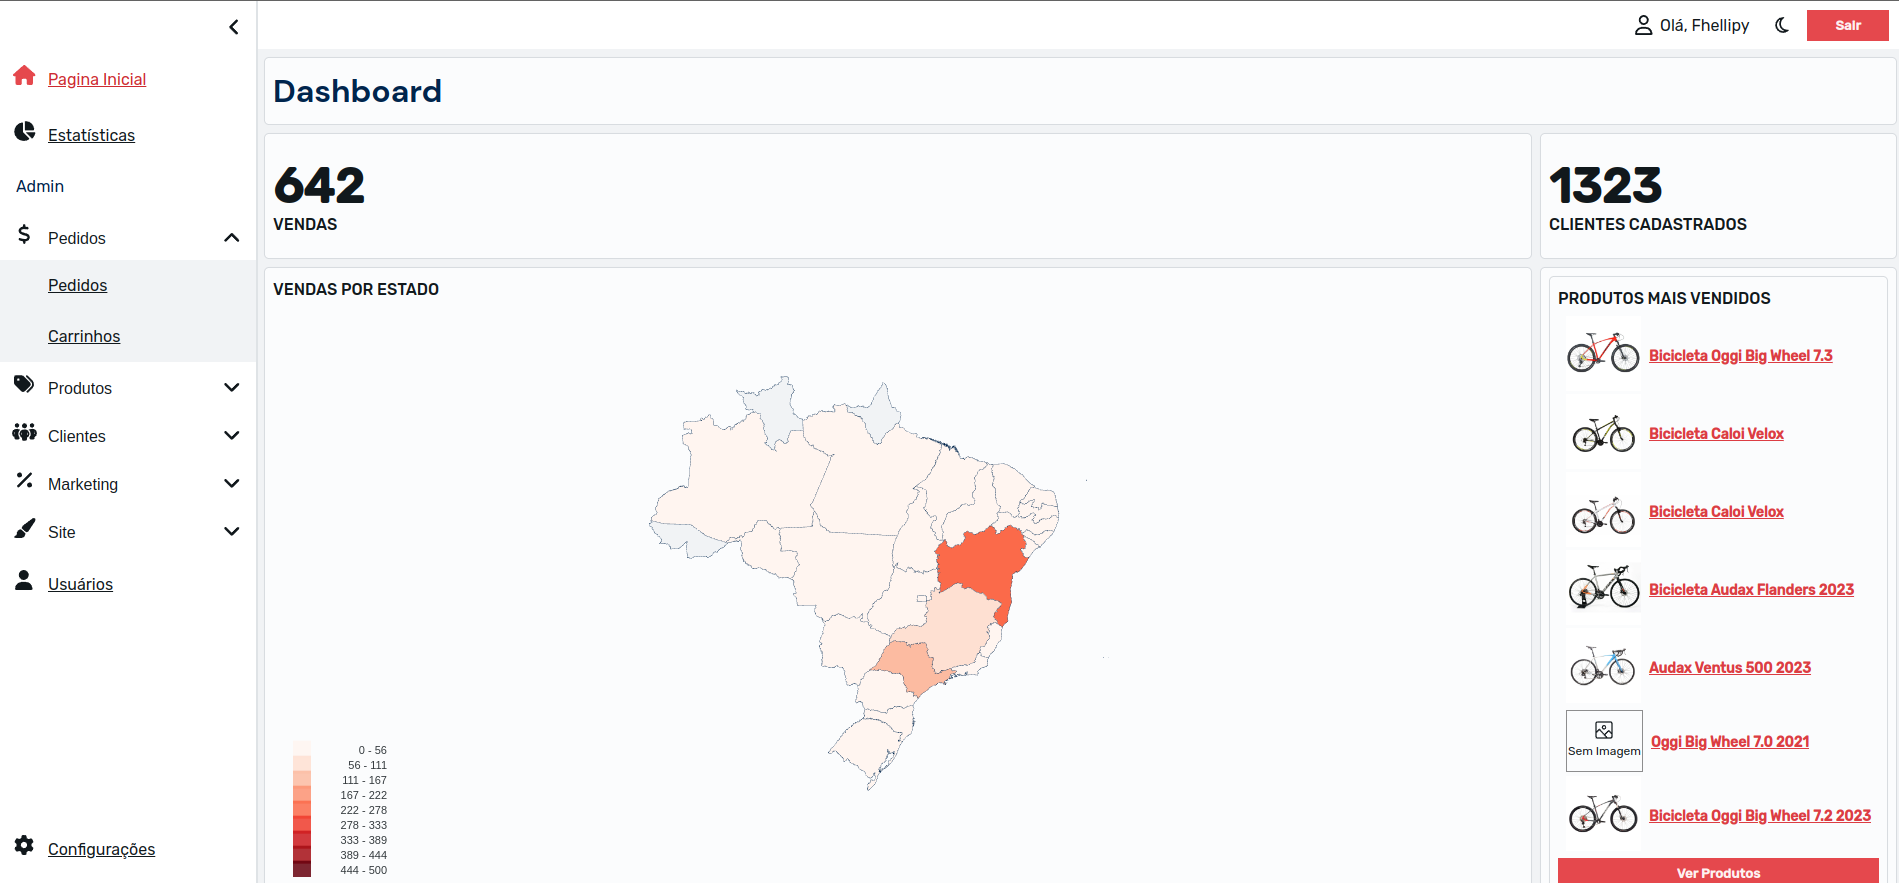 Olá, Fhellipy
Sair
Pagina Inicial
Estatísticas
Admin
Pedidos
Pedidos
Carrinhos
Produtos
Clientes
Marketing
Site
Usuários
Configurações
Dashboard
642
VENDAS
1323
CLIENTES CADASTRADOS
VENDAS POR ESTADO
0 - 56
56 - 111
111 - 167
167 - 222
222 - 278
278 - 333
333 - 389
389 - 444
444 - 500
PRODUTOS MAIS VENDIDOS
Bicicleta Oggi Big Wheel 7.3
Bicicleta Caloi Velox
Bicicleta Caloi Velox
Bicicleta Audax Flanders 2023
Audax Ventus 500 2023
Sem Imagem
Oggi Big Wheel 7.0 2021
Bicicleta Oggi Big Wheel 7.2 2023
Ver Produtos